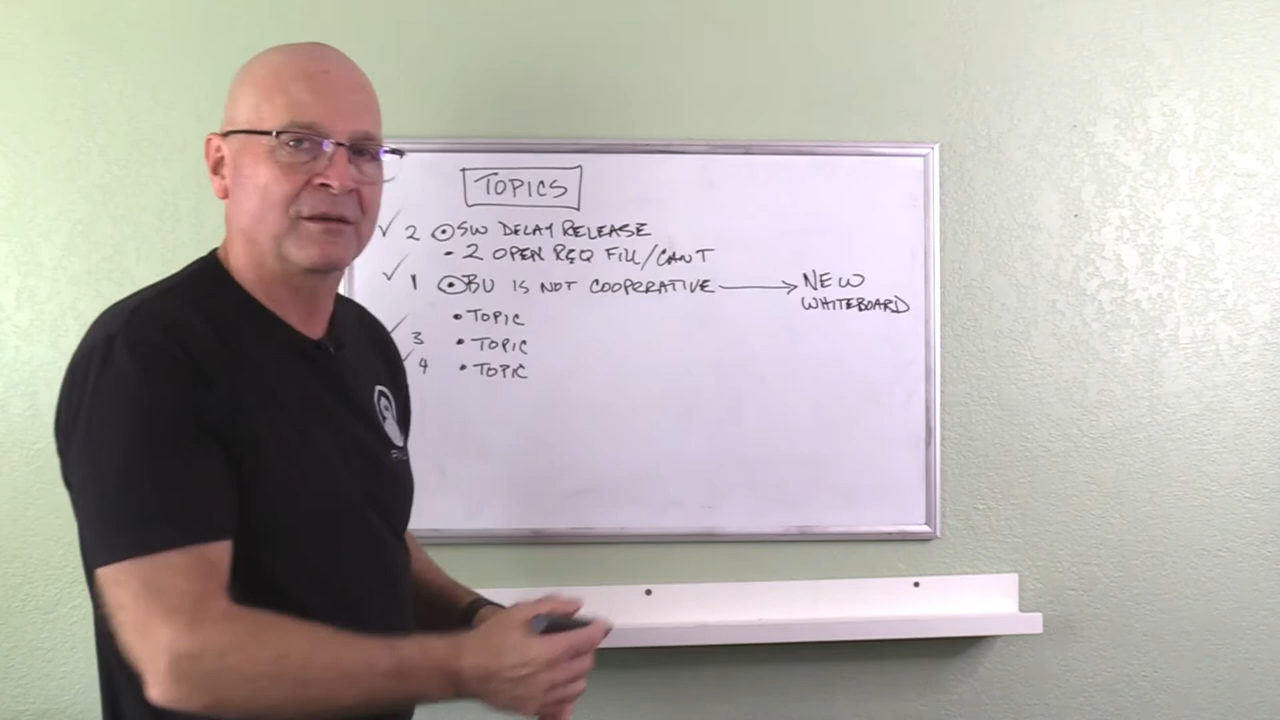 TOPICS
✓ 2 ⊙ SW DELAY RELEASE
• 2 OPEN REQ FILL/CANT
✓ 1 ⊙ BU IS NOT COOPERATIVE → NEW WHITEBOARD
• TOPIC
3 • TOPIC
4 • TOPIC